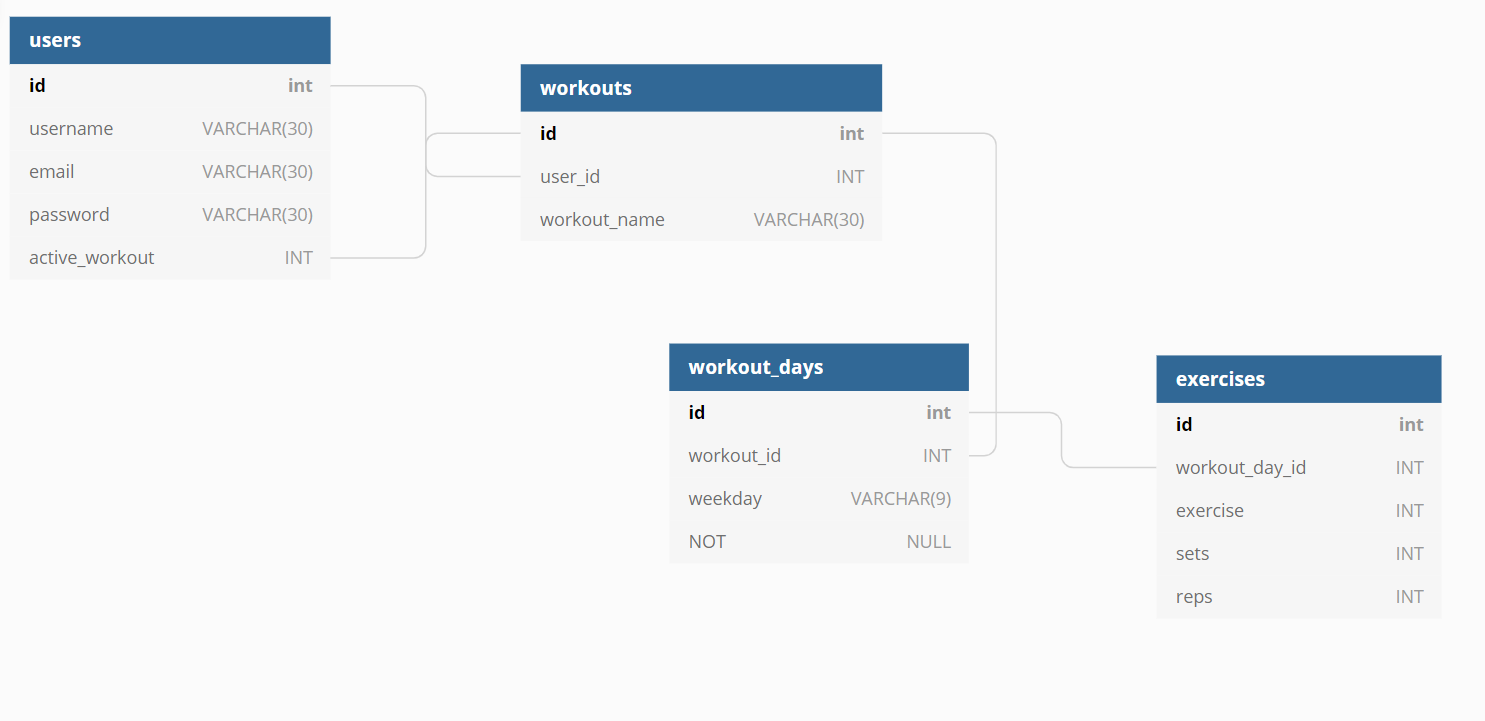 users
id int
username VARCHAR(30)
email VARCHAR(30)
password VARCHAR(30)
active_workout INT
workouts
id int
user_id INT
workout_name VARCHAR(30)
workout_days
id int
workout_id INT
weekday VARCHAR(9)
NOT NULL
exercises
id int
workout_day_id INT
exercise INT
sets INT
reps INT